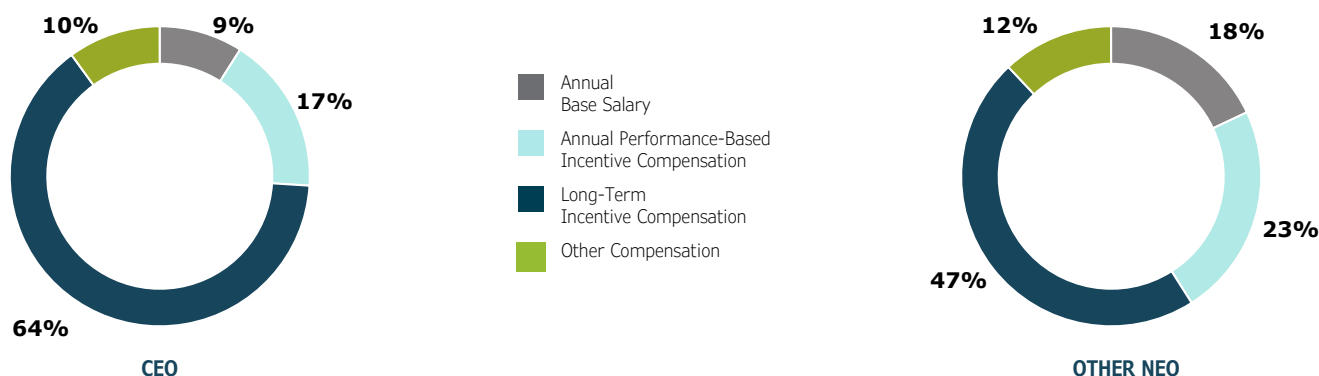 10%
9%
17%
64%
CEO
Annual
Base Salary
Annual Performance-Based
Incentive Compensation
Long-Term
Incentive Compensation
Other Compensation
12%
18%
23%
47%
OTHER NEO